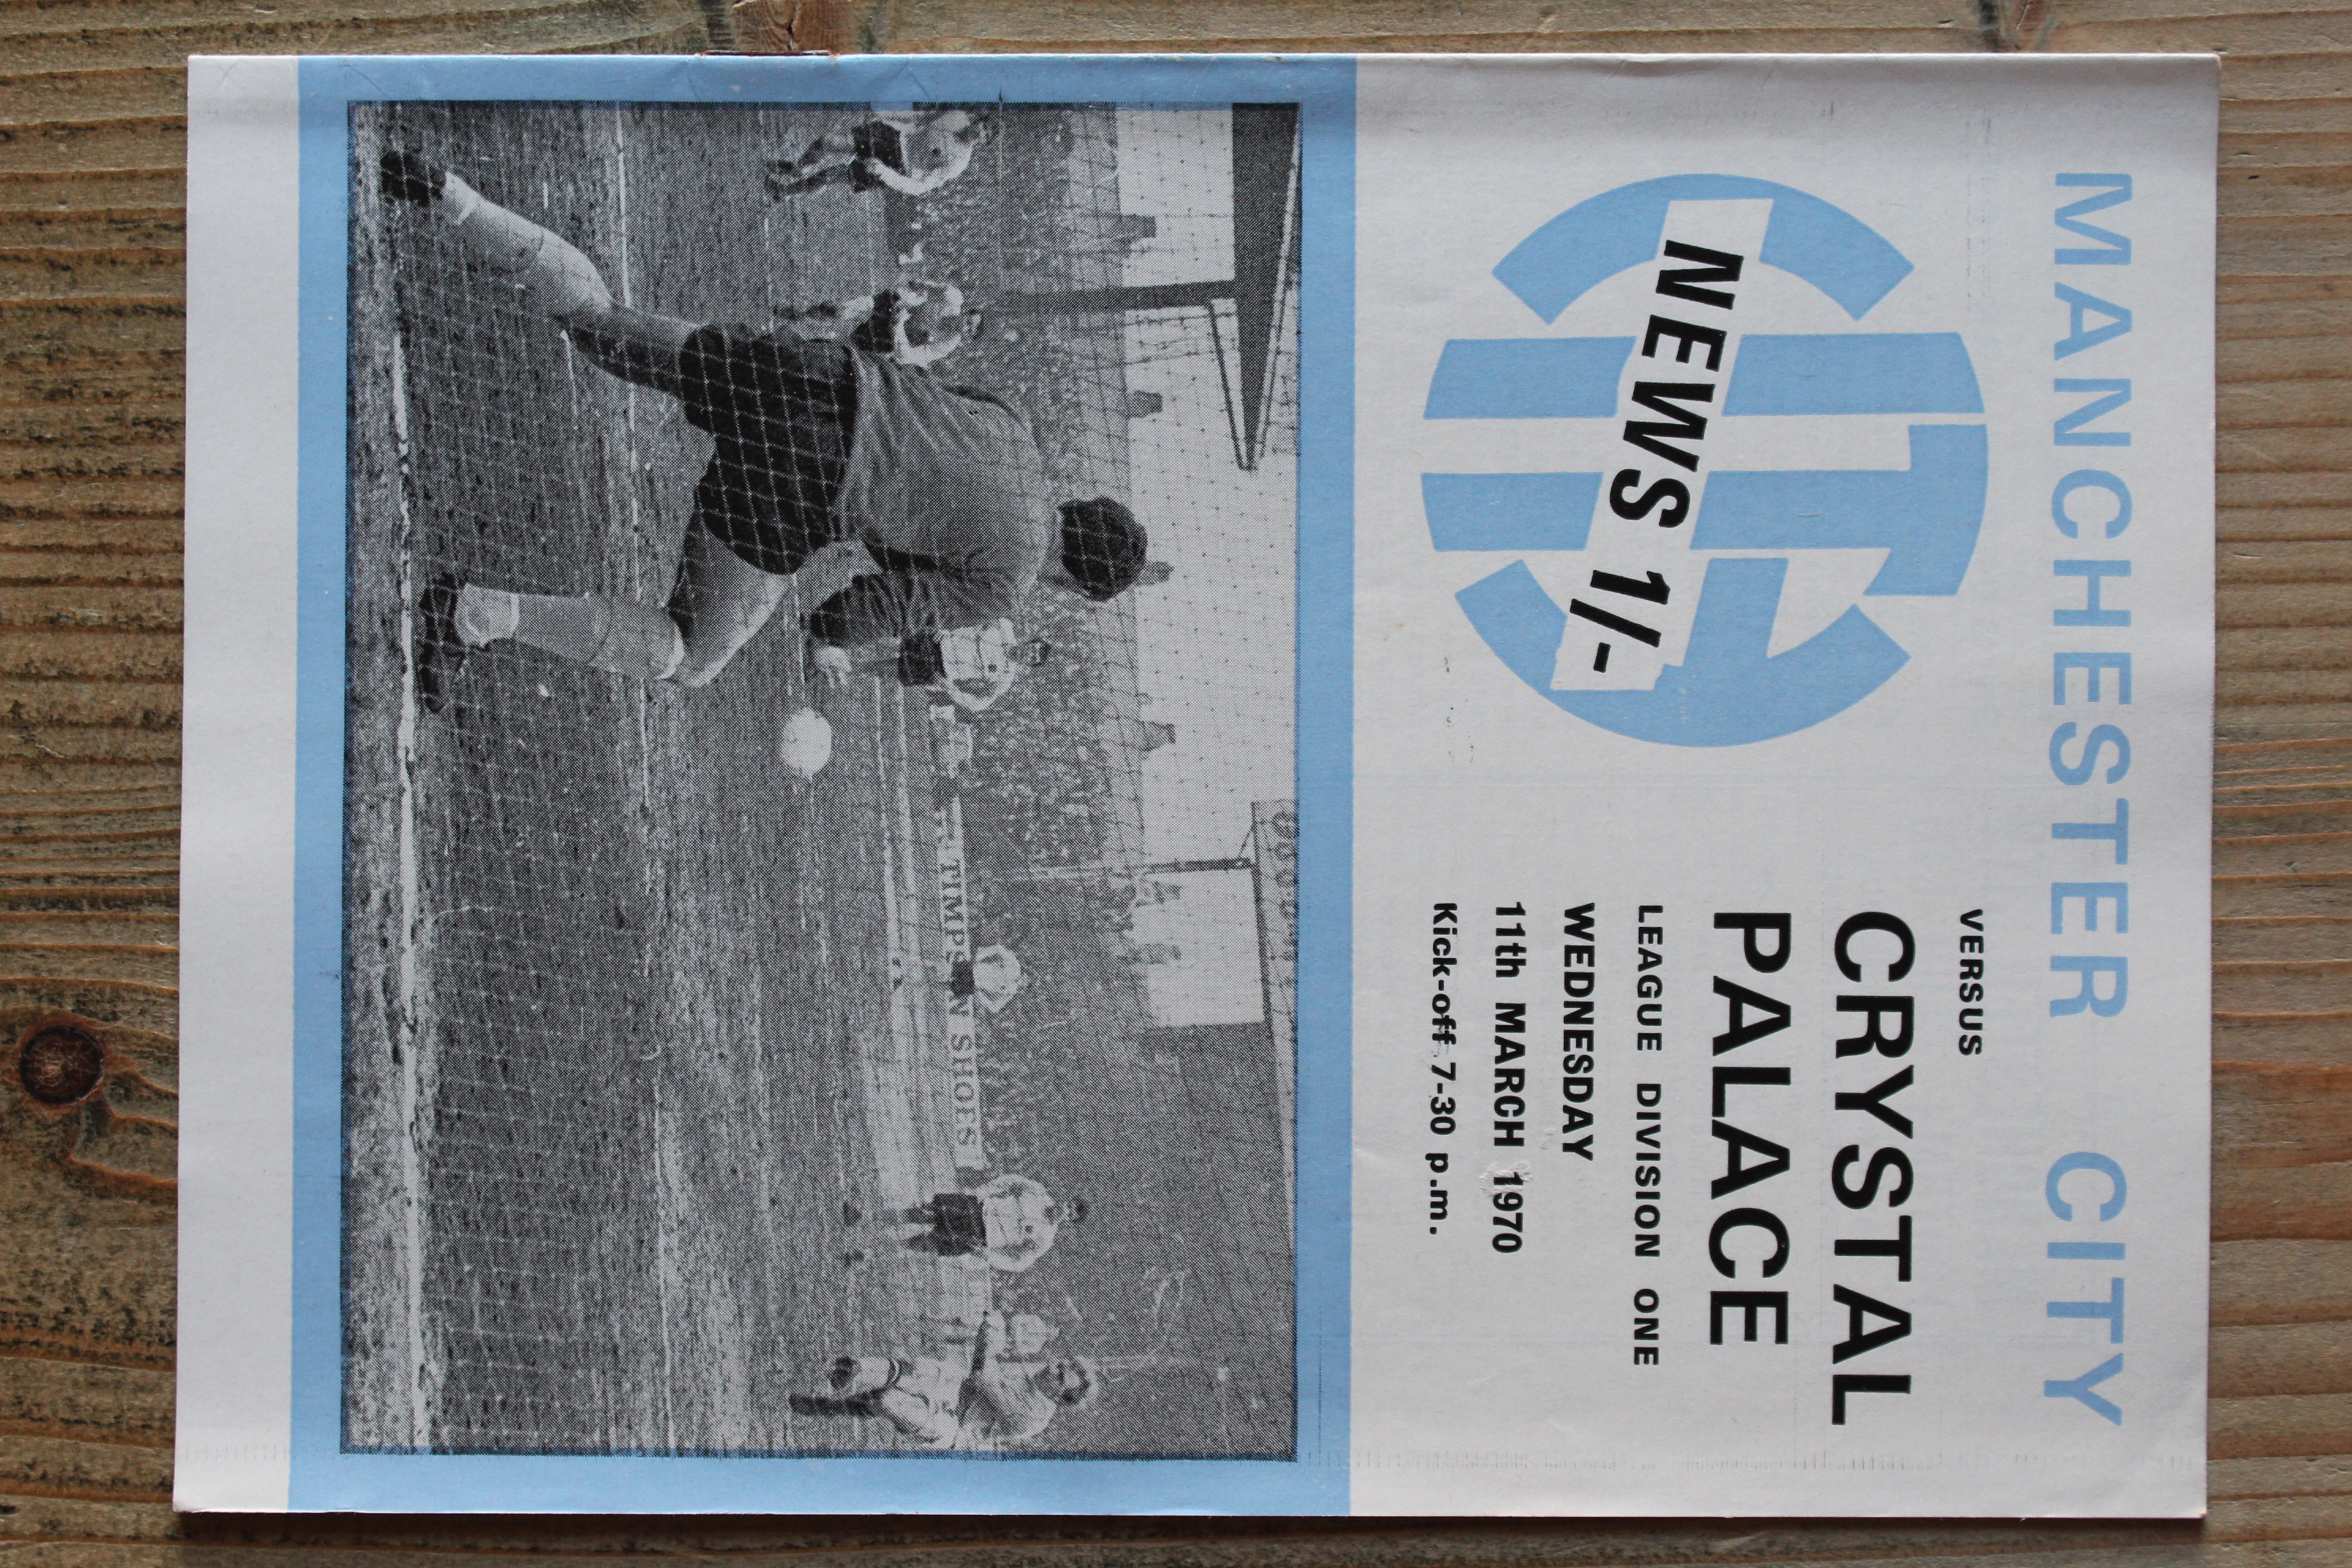 MANCHESTER CITY
CITY
NEWS 1/-
VERSUS
CRYSTAL
PALACE
LEAGUE DIVISION ONE
WEDNESDAY
11th MARCH 1970
Kick-off 7-30 p.m.
TIMPSON SHOES